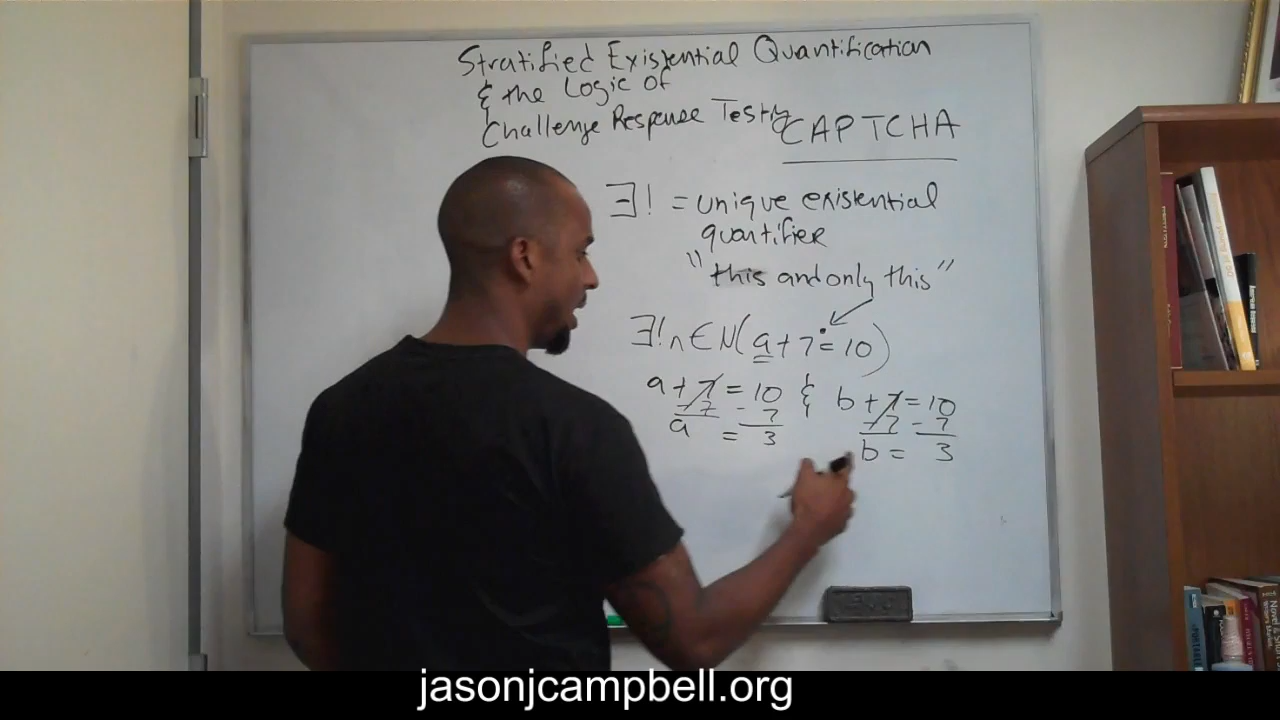 Stratified Existential Quantification
& the Logic of
Challenge Response Testing
CAPTCHA
∃! = unique existential
quantifier
"this and only this"
∃!n∈N(a+7=10)
a+7=10 & b+7=10
-7 -7 -7 -7
a = 3 b = 3
jasonjcampbell.org